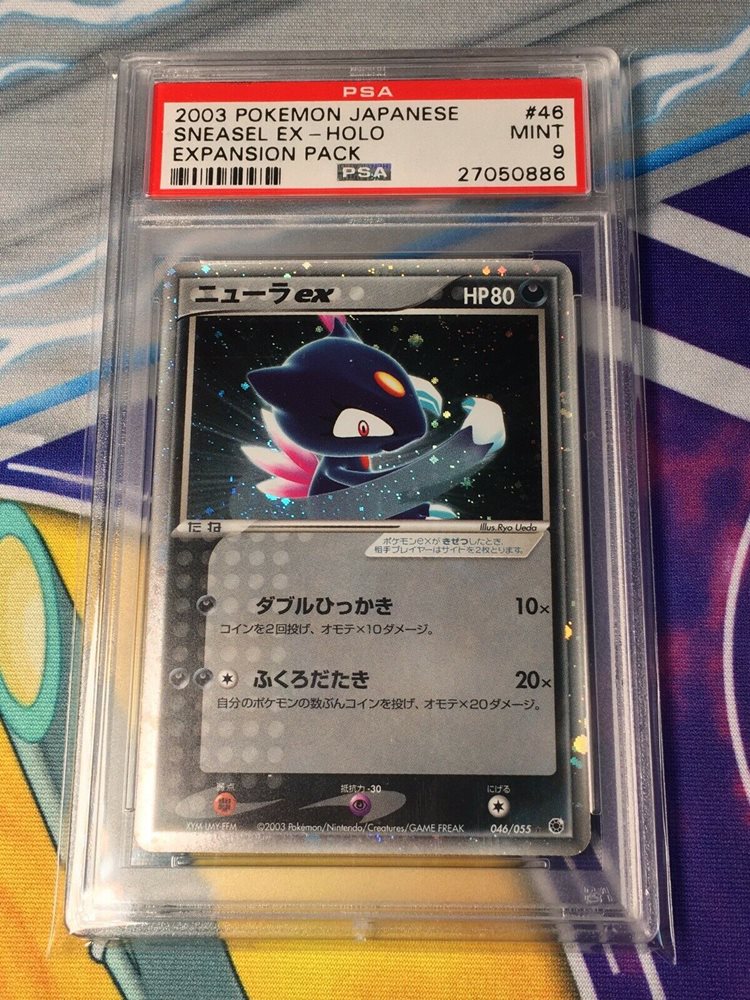 PSA
2003 POKEMON JAPANESE #46
SNEASEL EX-HOLO MINT
EXPANSION PACK 9
PSA 27050886
ニューラex HP80
たね Illus.Ryo Ueda
ポケモンexが きぜつしたとき、
相手プレイヤーはサイドを2枚とります。
ダブルひっかき 10×
コインを2回投げ、オモテ×10ダメージ。
ふくろだたき 20×
自分のポケモンの数ぶんコインを投げ、オモテ×20ダメージ。
弱点 抵抗力 -30 にげる
©2003 Pokémon/Nintendo/Creatures/GAME FREAK 046/055